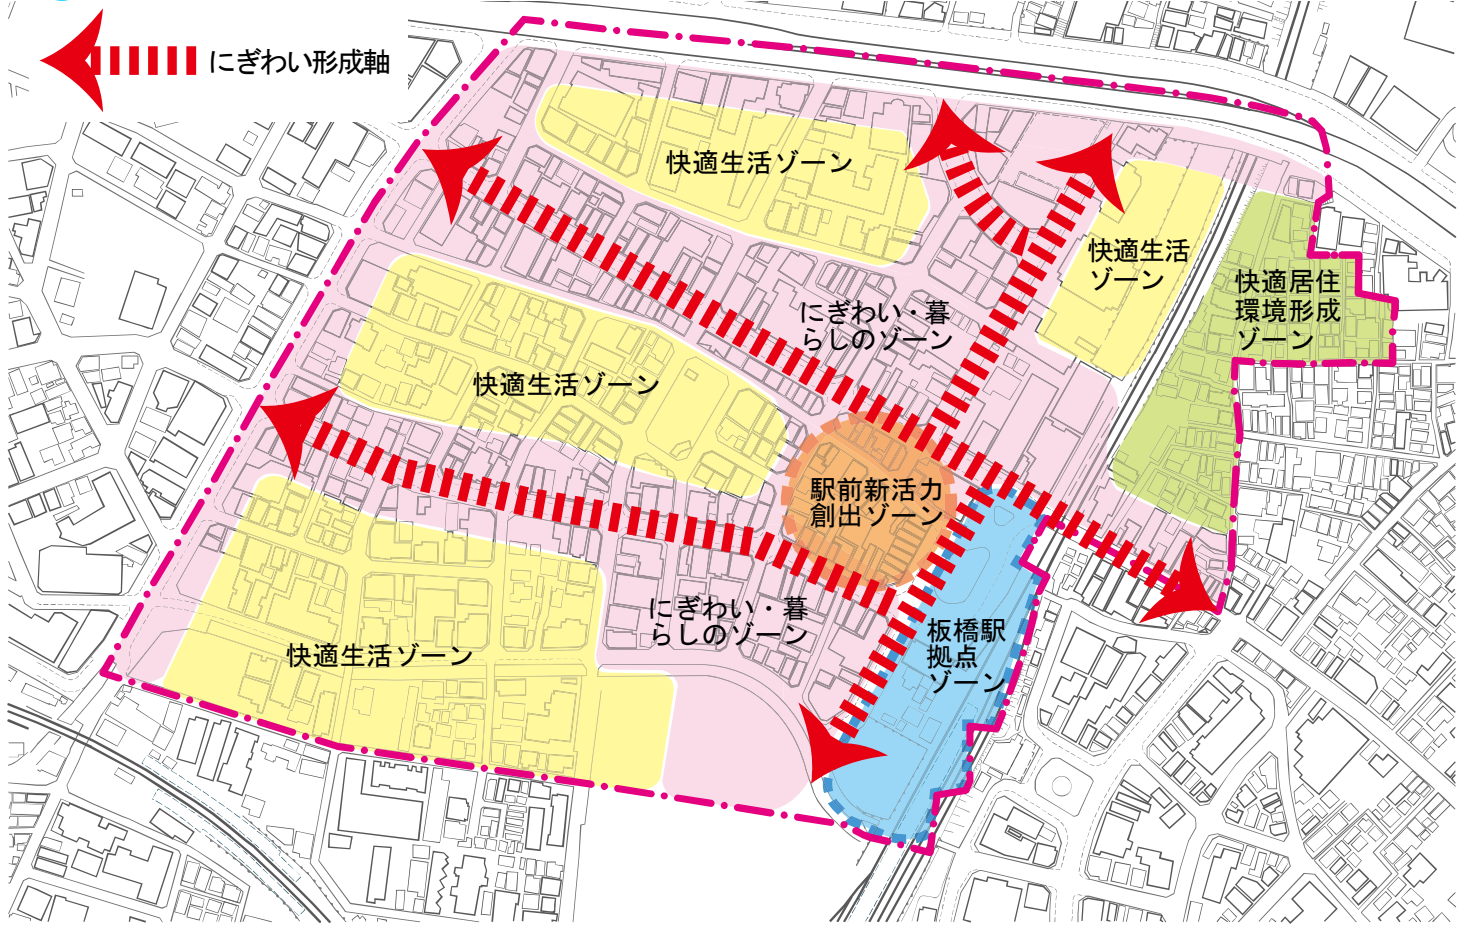 にぎわい形成軸
快適生活ゾーン
快適生活
ゾーン
快適居住
環境形成
ゾーン
にぎわい・暮
らしのゾーン
快適生活ゾーン
駅前新活力
創出ゾーン
にぎわい・暮
らしのゾーン
板橋駅
拠点
ゾーン
快適生活ゾーン